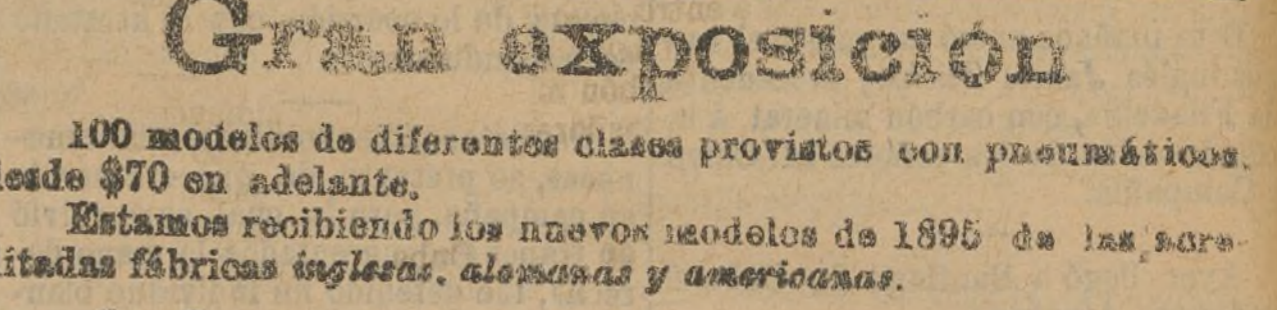 Gran exposición
100 modelos de diferentes clases provistos con pneumáticos,
desde $70 en adelante.
Estamos recibiendo los nuevos modelos de 1895 de las acre-
litadas fábricas inglesas, alemanas y americanas.